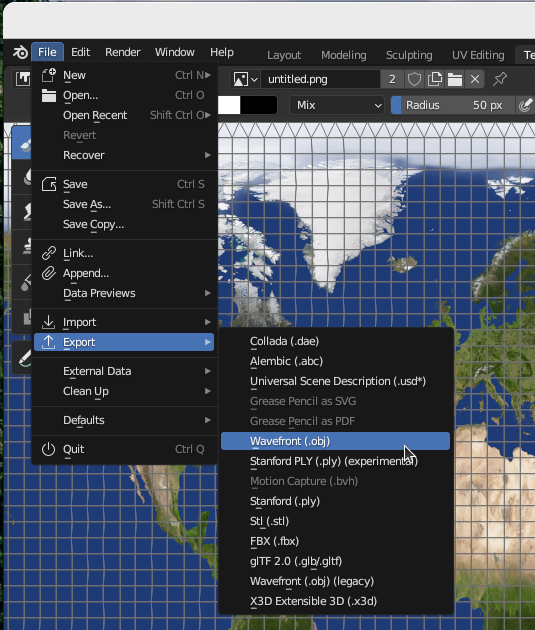 File Edit Render Window Help Layout Modeling Sculpting UV Editing
untitled.png 2
Mix Radius 50 px
New Ctrl N
Open... Ctrl O
Open Recent Shift Ctrl O
Revert
Recover
Save Ctrl S
Save As... Shift Ctrl S
Save Copy...
Link...
Append...
Data Previews
Import
Export
External Data
Clean Up
Defaults
Quit Ctrl Q
Collada (.dae)
Alembic (.abc)
Universal Scene Description (.usd*)
Grease Pencil as SVG
Grease Pencil as PDF
Wavefront (.obj)
Stanford PLY (.ply) (experimental)
Motion Capture (.bvh)
Stanford (.ply)
Stl (.stl)
FBX (.fbx)
glTF 2.0 (.glb/.gltf)
Wavefront (.obj) (legacy)
X3D Extensible 3D (.x3d)